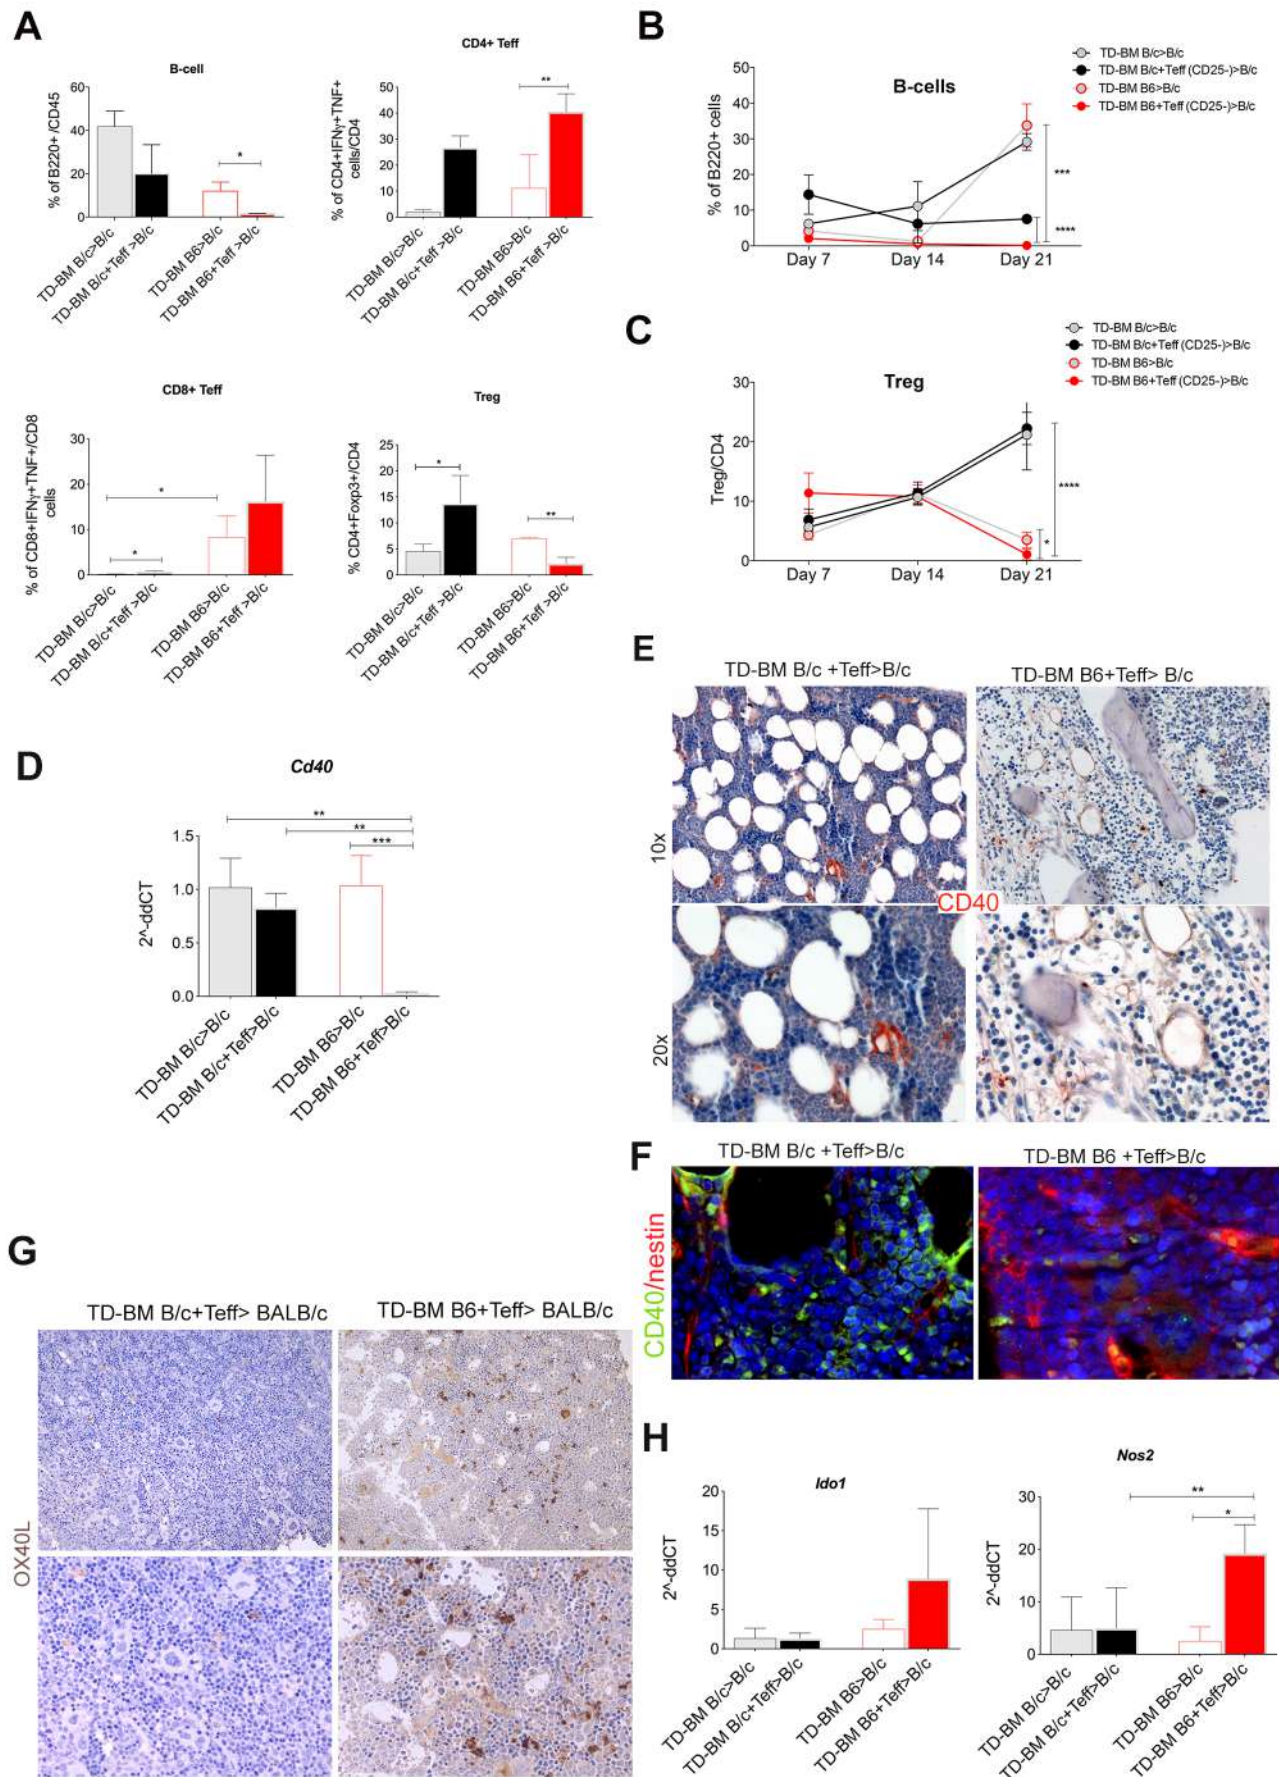 A
B-cell
% of B220+ /CD45
60
40
20
0
*
TD-BM B/c>B/c
TD-BM B/c+Teff >B/c
TD-BM B6>B/c
TD-BM B6+Teff >B/c
CD4+ Teff
% of CD4+IFNγ+TNF+
cells/CD4
50
40
30
20
10
0
**
TD-BM B/c>B/c
TD-BM B/c+Teff >B/c
TD-BM B6>B/c
TD-BM B6+Teff >B/c
CD8+ Teff
% of CD8+IFNγ+TNF+/CD8
cells
30
20
10
0
*
*
TD-BM B/c>B/c
TD-BM B/c+Teff >B/c
TD-BM B6>B/c
TD-BM B6+Teff >B/c
Treg
% CD4+Foxp3+/CD4
25
20
15
10
5
0
*
**
TD-BM B/c>B/c
TD-BM B/c+Teff >B/c
TD-BM B6>B/c
TD-BM B6+Teff >B/c
B
B-cells
% of B220+ cells
50
40
30
20
10
0
Day 7
Day 14
Day 21
***
****
TD-BM B/c>B/c
TD-BM B/c+Teff (CD25-)>B/c
TD-BM B6>B/c
TD-BM B6+Teff (CD25-)>B/c
C
Treg
Treg/CD4
30
20
10
0
Day 7
Day 14
Day 21
*
****
TD-BM B/c>B/c
TD-BM B/c+Teff (CD25-)>B/c
TD-BM B6>B/c
TD-BM B6+Teff (CD25-)>B/c
D
Cd40
2^-ddCT
1.5
1.0
0.5
0.0
**
**
***
TD-BM B/c>B/c
TD-BM B/c+Teff>B/c
TD-BM B6>B/c
TD-BM B6+Teff>B/c
E
TD-BM B/c +Teff>B/c
TD-BM B6+Teff> B/c
10x
CD40
20x
F
TD-BM B/c +Teff>B/c
TD-BM B6 +Teff>B/c
CD40/nestin
G
TD-BM B/c+Teff> BALB/c
TD-BM B6+Teff> BALB/c
OX40L
H
Ido1
2^-ddCT
20
15
10
5
0
TD-BM B/c>B/c
TD-BM B/c+Teff>B/c
TD-BM B6>B/c
TD-BM B6+Teff>B/c
Nos2
2^-ddCT
30
20
10
0
**
*
TD-BM B/c>B/c
TD-BM B/c+Teff>B/c
TD-BM B6>B/c
TD-BM B6+Teff>B/c